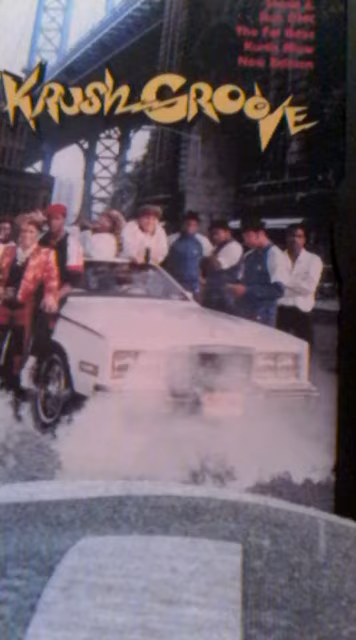 Sheila E.
Run DMC
The Fat Boys
Kurtis Blow
New Edition
KRUSH GROOVE